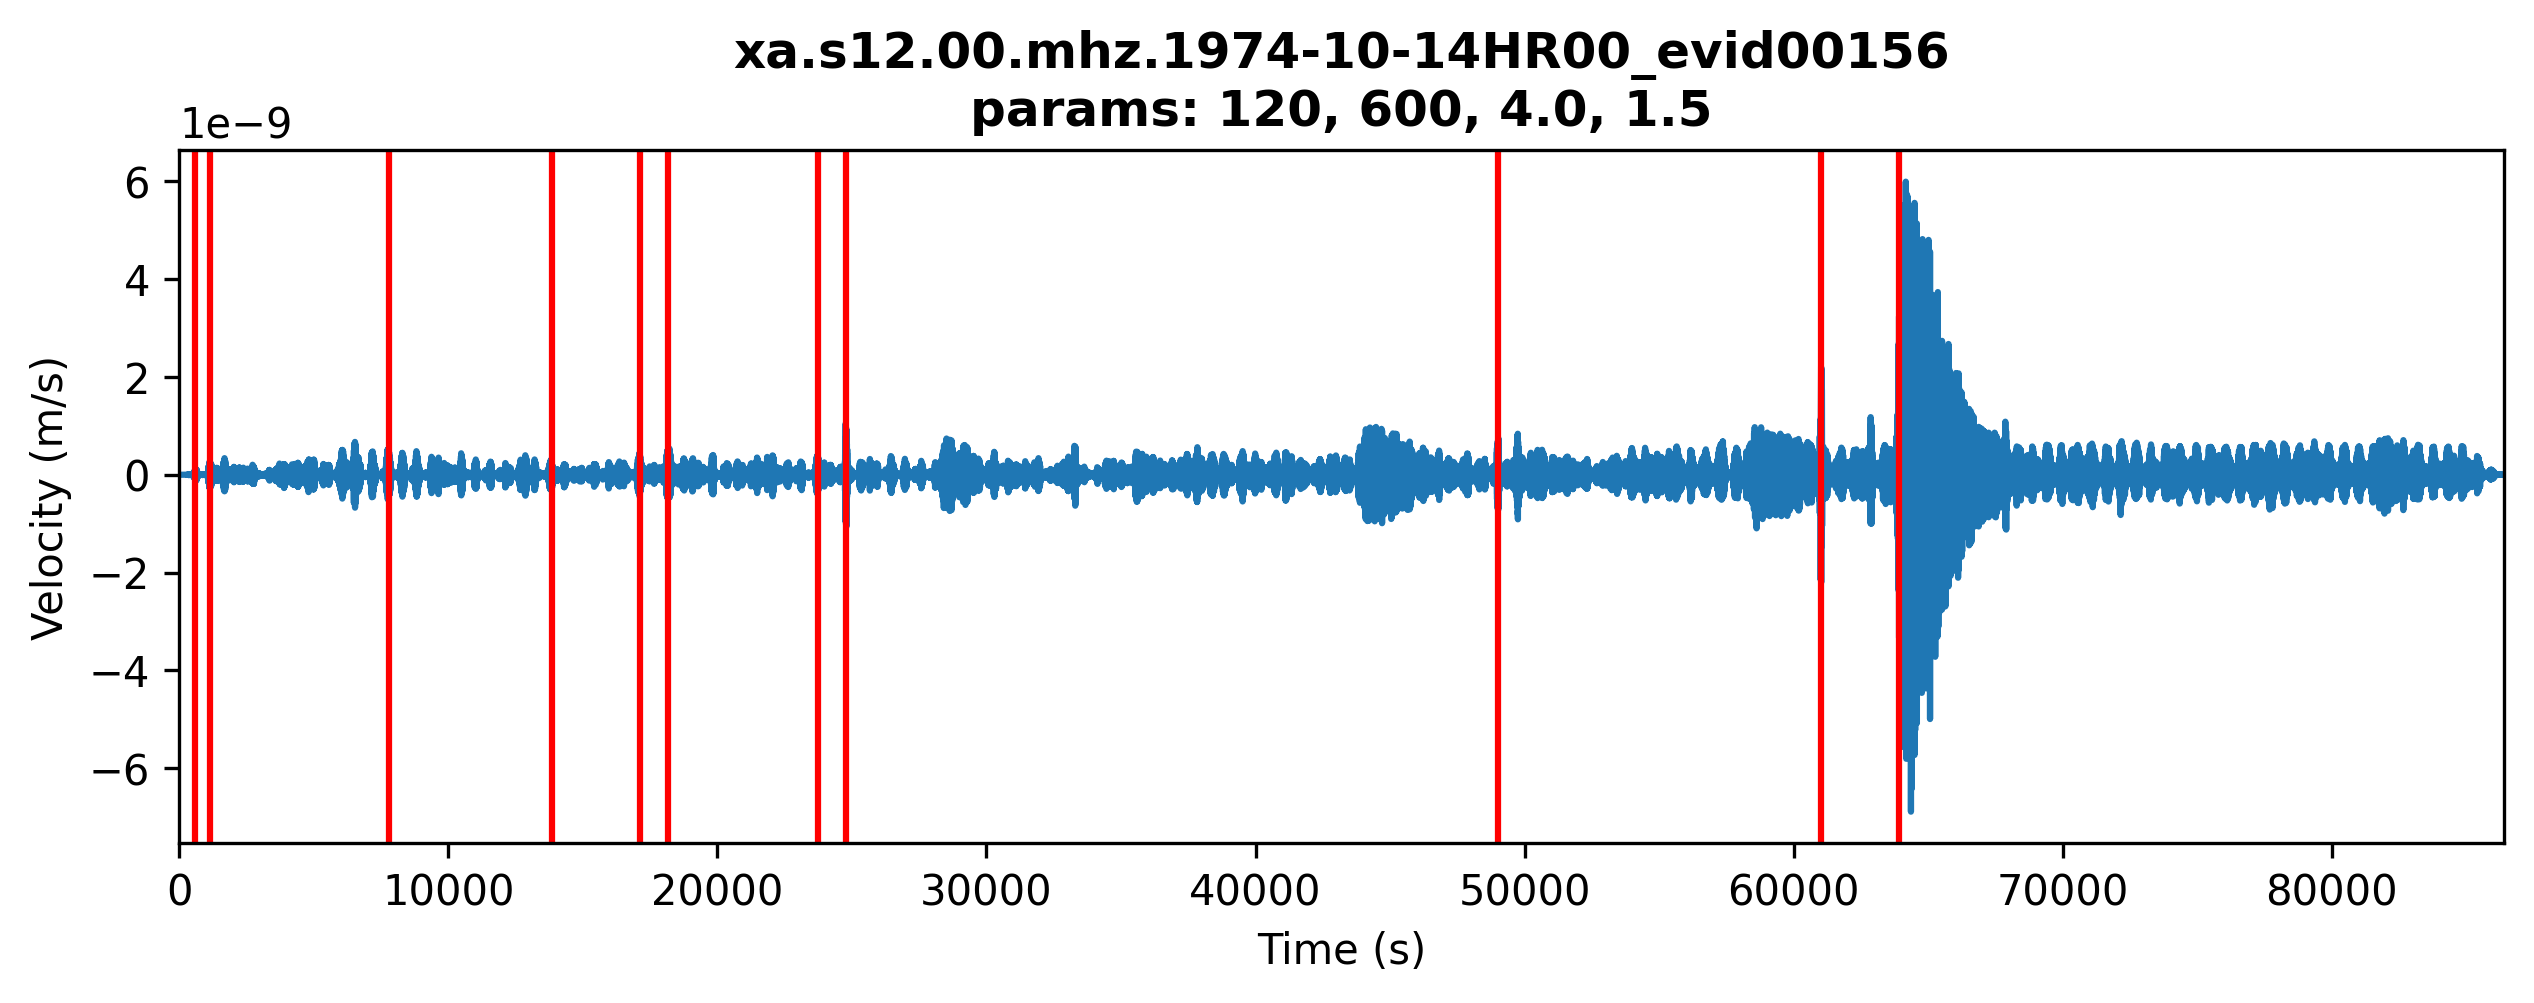 xa.s12.00.mhz.1974-10-14HR00_evid00156
params: 120, 600, 4.0, 1.5
1e−9
6
4
2
0
−2
−4
−6
Velocity (m/s)
0 10000 20000 30000 40000 50000 60000 70000 80000
Time (s)